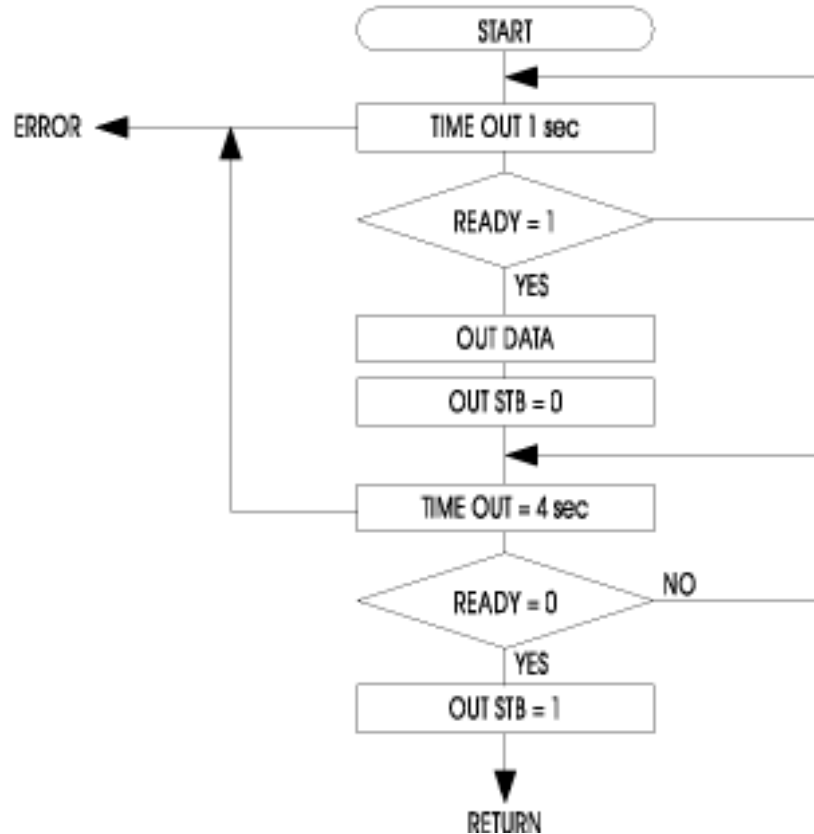 START
ERROR
TIME OUT 1 sec
READY = 1
YES
OUT DATA
OUT STB = 0
TIME OUT = 4 sec
READY = 0
NO
YES
OUT STB = 1
RETURN